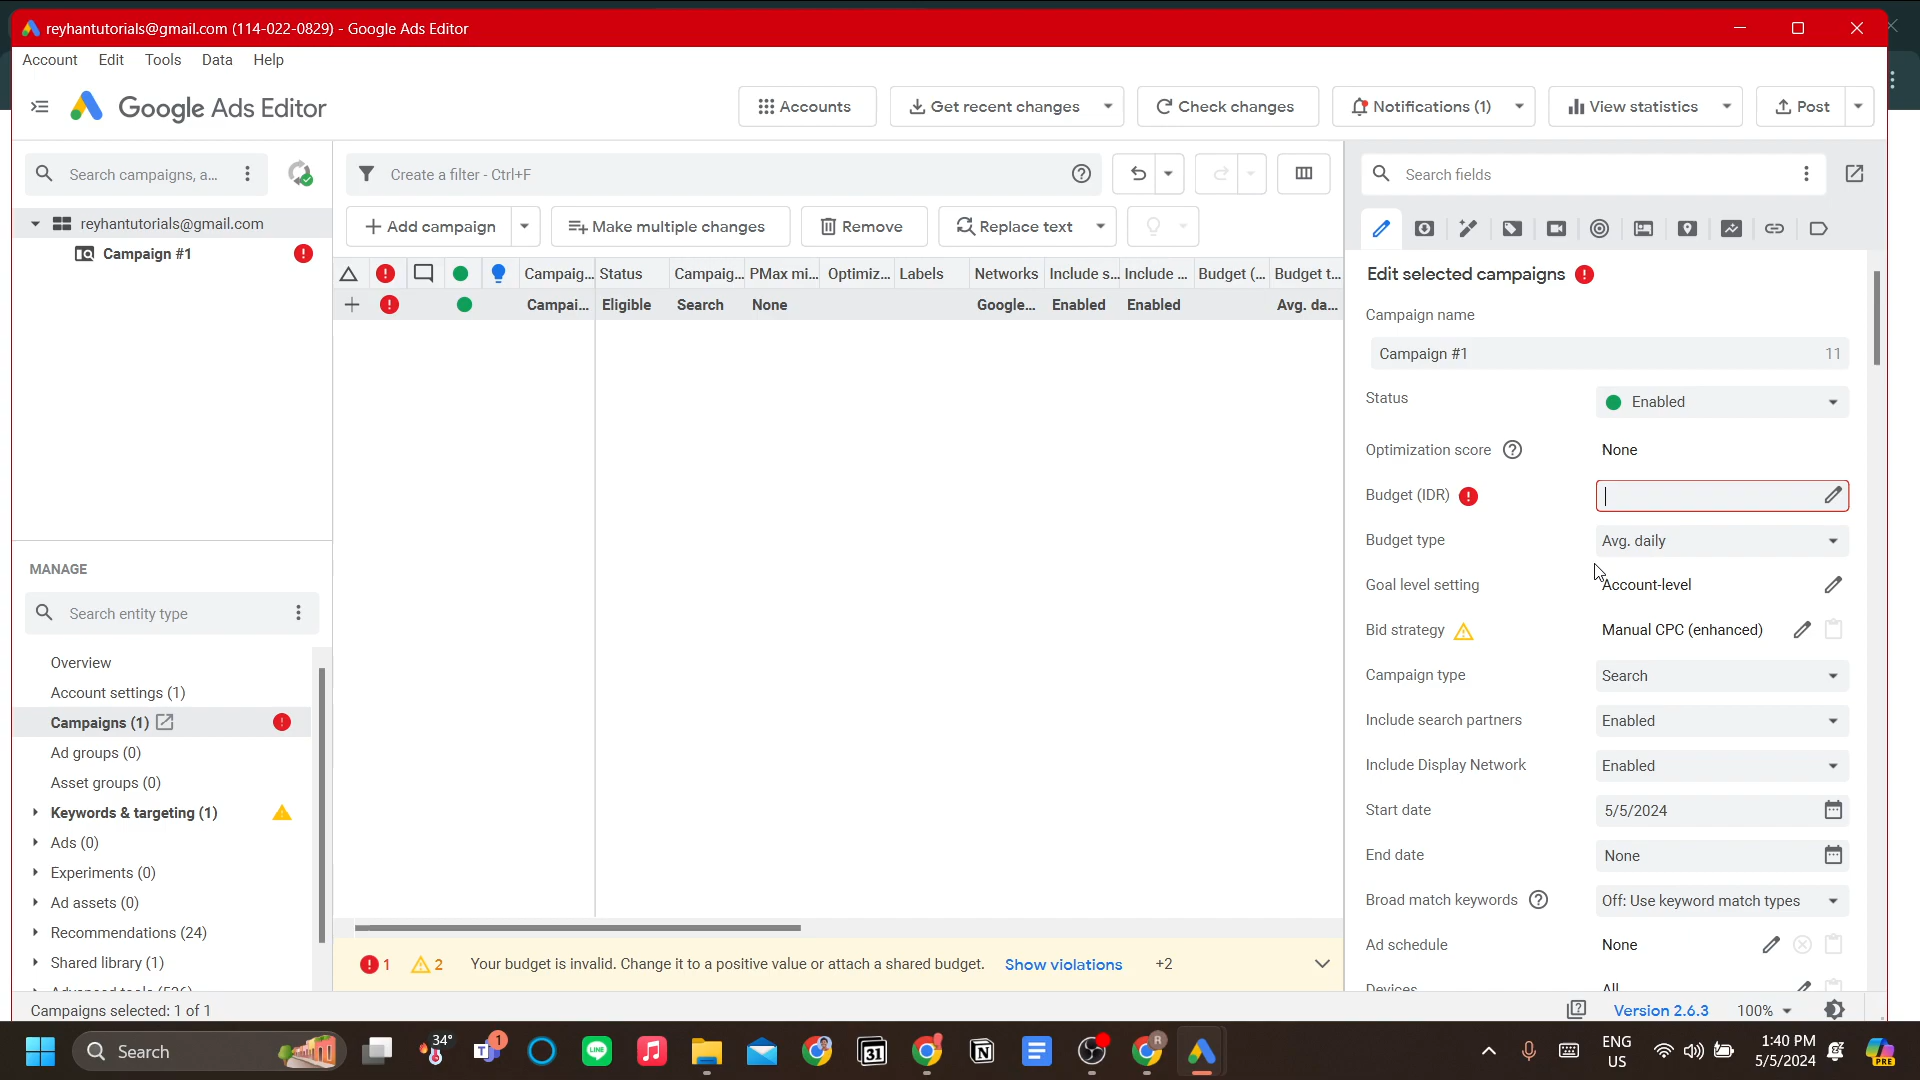 reyhantutorials@gmail.com (114-022-0829) - Google Ads Editor
Account Edit Tools Data Help
Google Ads Editor
Accounts
Get recent changes
Check changes
Notifications (1)
View statistics
Post
Search campaigns, a...
Create a filter - Ctrl+F
Search fields
reyhantutorials@gmail.com
Campaign #1
Add campaign
Make multiple changes
Remove
Replace text
Campaig... Status Campaig... PMax mi... Optimiz... Labels Networks Include s... Include ... Budget (... Budget t...
Campai... Eligible Search None Google... Enabled Enabled Avg. da...
MANAGE
Search entity type
Overview
Account settings (1)
Campaigns (1)
Ad groups (0)
Asset groups (0)
Keywords & targeting (1)
Ads (0)
Experiments (0)
Ad assets (0)
Recommendations (24)
Shared library (1)
1 2 Your budget is invalid. Change it to a positive value or attach a shared budget. Show violations +2
Edit selected campaigns
Campaign name
Campaign #1 11
Status Enabled
Optimization score None
Budget (IDR)
Budget type Avg. daily
Goal level setting Account-level
Bid strategy Manual CPC (enhanced)
Campaign type Search
Include search partners Enabled
Include Display Network Enabled
Start date 5/5/2024
End date None
Broad match keywords Off: Use keyword match types
Ad schedule None
Devices All
Campaigns selected: 1 of 1
Version 2.6.3 100%
Search
34°
1
LINE
31
R
ENG
US
1:40 PM
5/5/2024
PRE